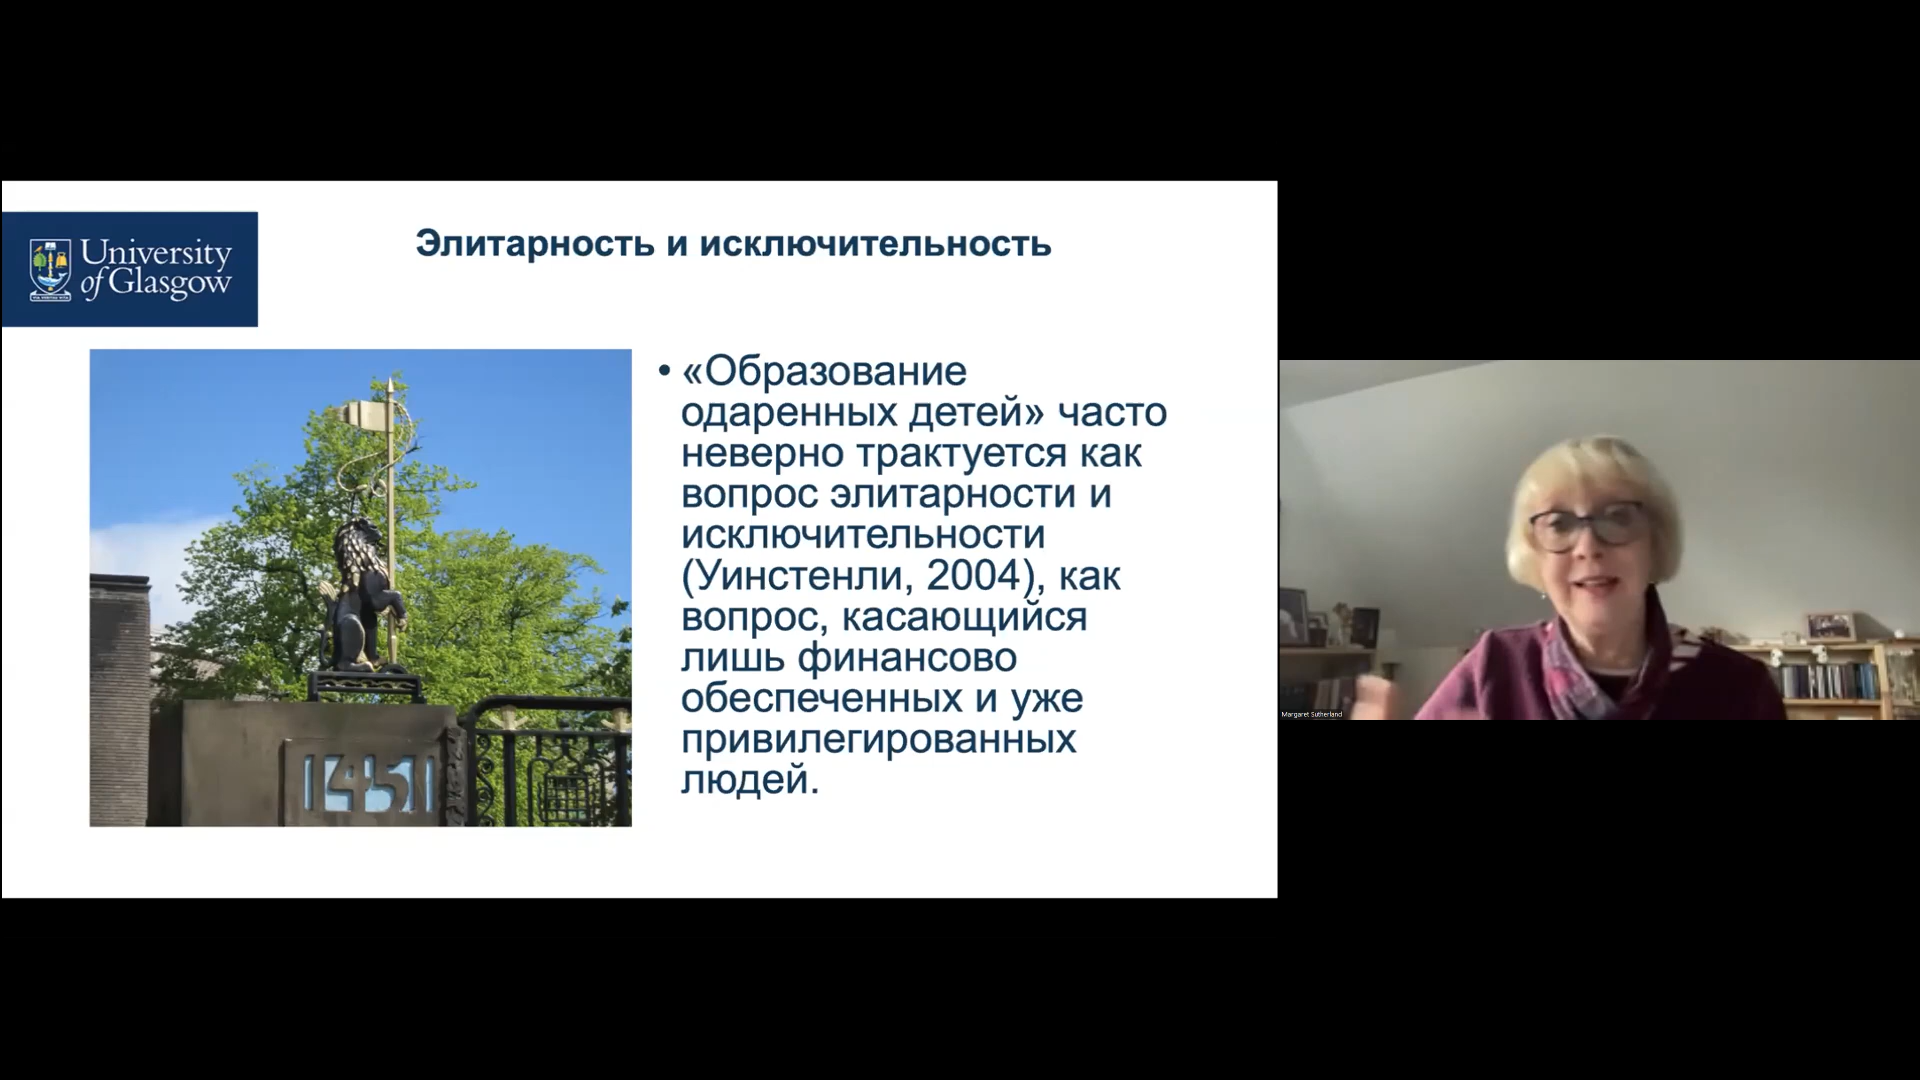 University
of Glasgow
Элитарность и исключительность
• «Образование
одаренных детей» часто
неверно трактуется как
вопрос элитарности и
исключительности
(Уинстенли, 2004), как
вопрос, касающийся
лишь финансово
обеспеченных и уже
привилегированных
людей.
1451
Margaret Sutherland